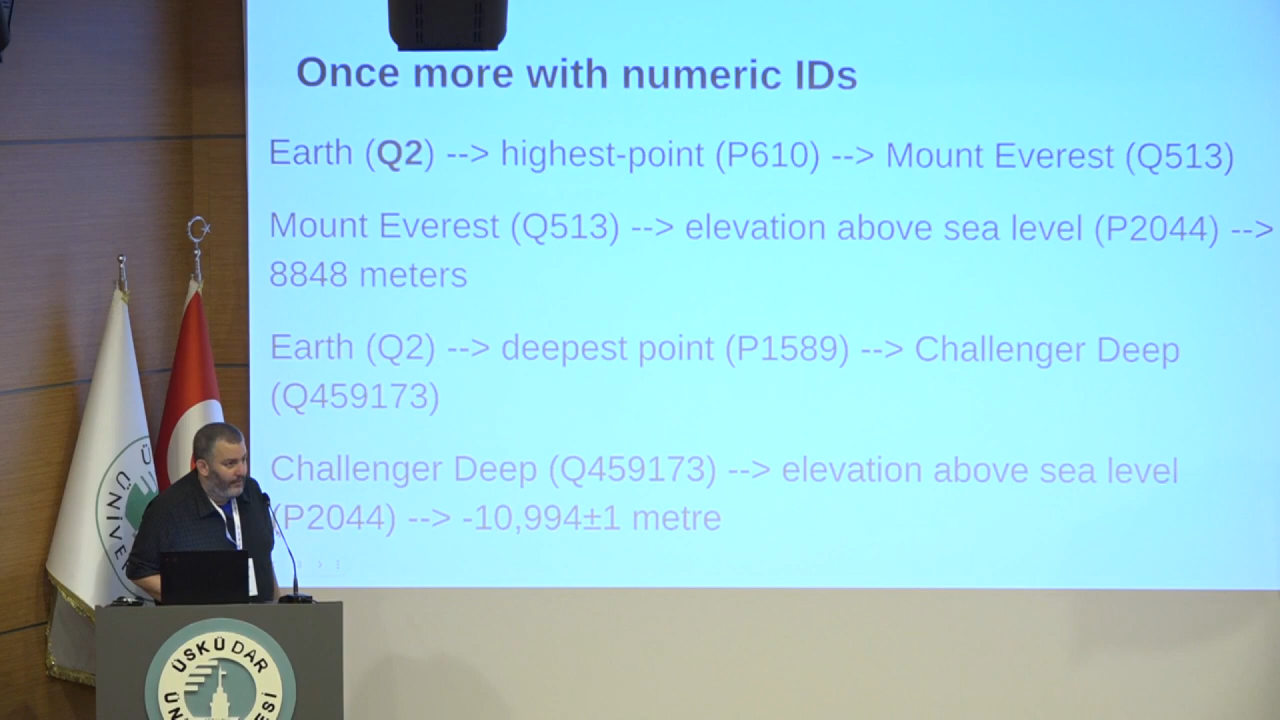 Once more with numeric IDs
Earth (Q2) --> highest-point (P610) --> Mount Everest (Q513)
Mount Everest (Q513) --> elevation above sea level (P2044) -->
8848 meters
Earth (Q2) --> deepest point (P1589) --> Challenger Deep
(Q459173)
Challenger Deep (Q459173) --> elevation above sea level
(P2044) --> -10,994±1 metre
ÜSKÜDAR